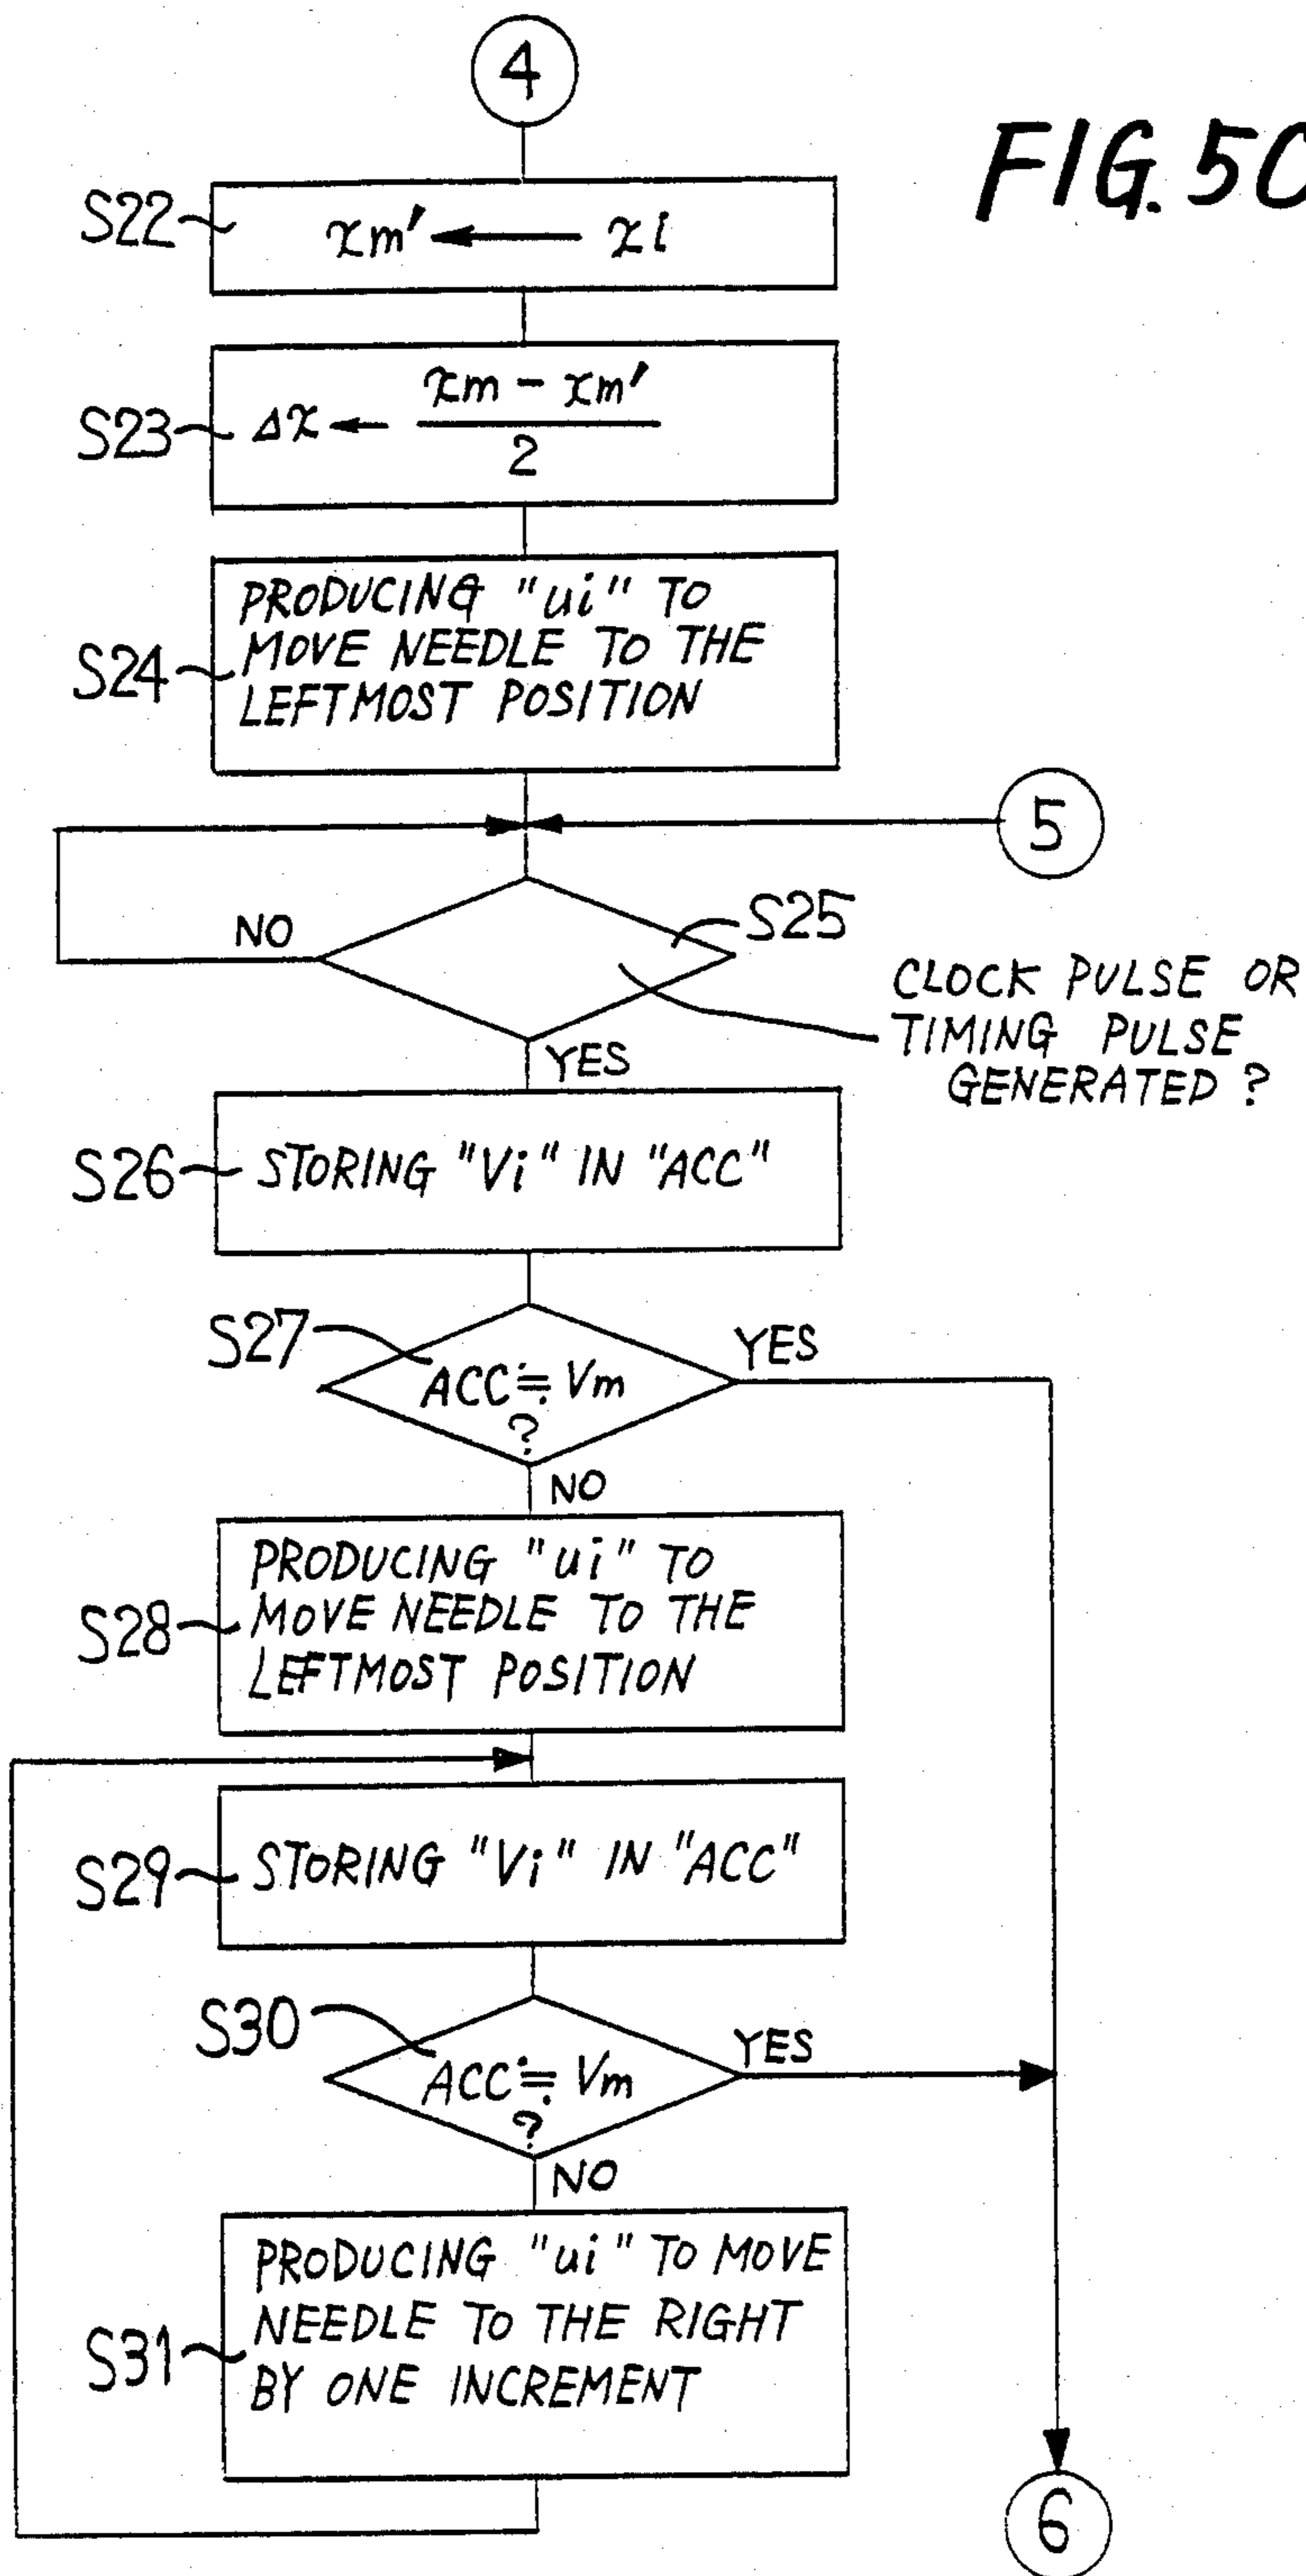 4
FIG. 5C
S22
xm' ← xi
S23
Δx ← xm - xm'
2
S24
PRODUCING "ui" TO
MOVE NEEDLE TO THE
LEFTMOST POSITION
5
NO
S25
CLOCK PULSE OR
TIMING PULSE
GENERATED ?
YES
S26
STORING "Vi" IN "ACC"
S27
YES
ACC ≒ Vm
?
NO
S28
PRODUCING "ui" TO
MOVE NEEDLE TO THE
LEFTMOST POSITION
S29
STORING "Vi" IN "ACC"
S30
YES
ACC ≒ Vm
?
NO
S31
PRODUCING "ui" TO MOVE
NEEDLE TO THE RIGHT
BY ONE INCREMENT
6